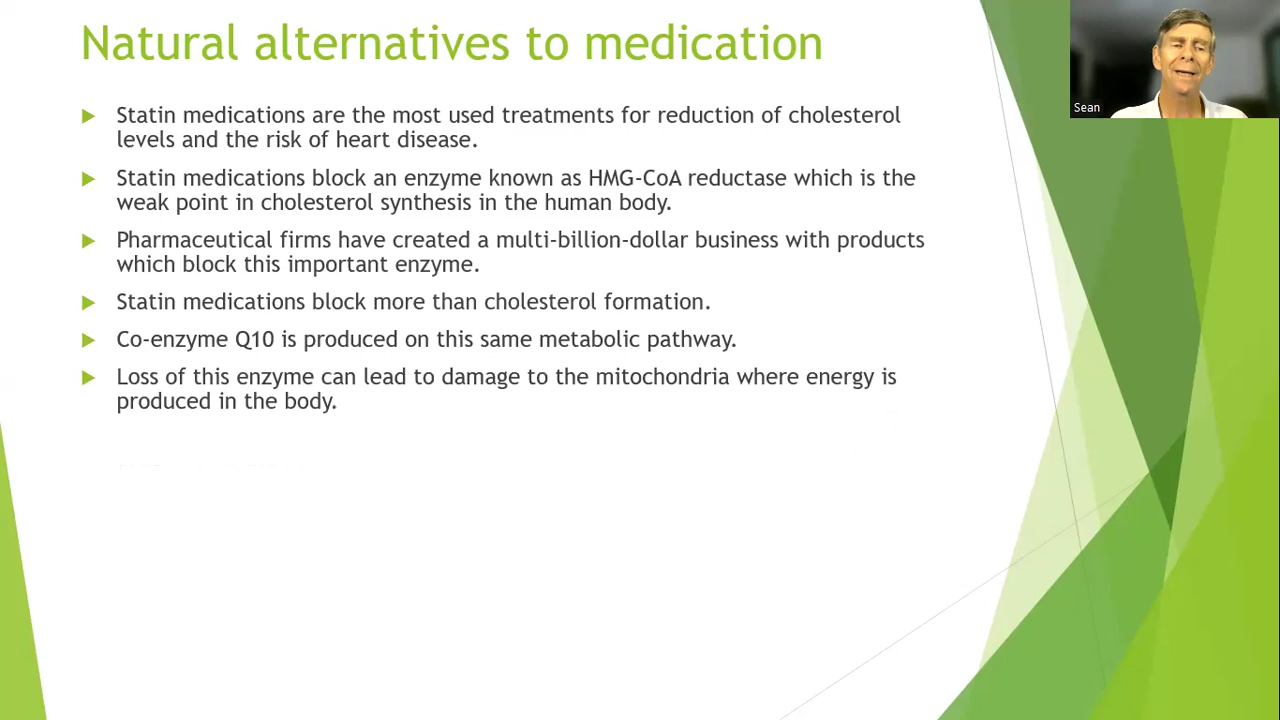 Natural alternatives to medication
Sean
Statin medications are the most used treatments for reduction of cholesterol
levels and the risk of heart disease.
Statin medications block an enzyme known as HMG-CoA reductase which is the
weak point in cholesterol synthesis in the human body.
Pharmaceutical firms have created a multi-billion-dollar business with products
which block this important enzyme.
Statin medications block more than cholesterol formation.
Co-enzyme Q10 is produced on this same metabolic pathway.
Loss of this enzyme can lead to damage to the mitochondria where energy is
produced in the body.